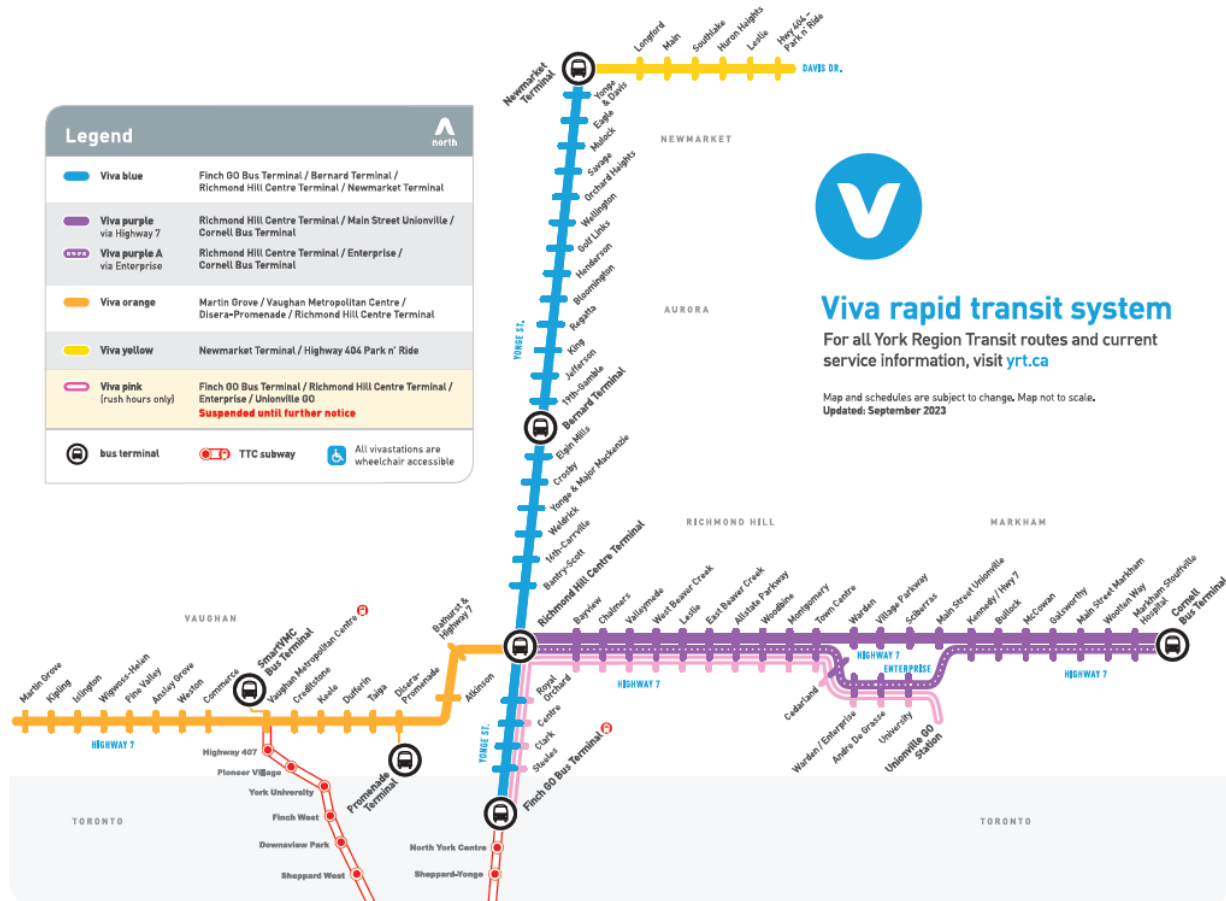 Longford
Main
Southlake
Huron Heights
Leslie
Hwy 404 –
Park n' Ride
DAVIS DR.
Newmarket
Terminal
Yonge
& Davis
Eagle
Mulock
Savage
Orchard Heights
Wellington
Golf Links
Henderson
Bloomington
Regatta
King
Jefferson
19th-Gamble
Bernard Terminal
Elgin Mills
Crosby
Yonge & Major Mackenzie
Weldrick
16th-Carrville
Bantry-Scott
Richmond Hill Centre Terminal
YONGE ST.
NEWMARKET
AURORA
RICHMOND HILL
MARKHAM
VAUGHAN
Legend
north
Viva blue
Finch GO Bus Terminal / Bernard Terminal /
Richmond Hill Centre Terminal / Newmarket Terminal
Viva purple
via Highway 7
Richmond Hill Centre Terminal / Main Street Unionville /
Cornell Bus Terminal
Viva purple A
via Enterprise
Richmond Hill Centre Terminal / Enterprise /
Cornell Bus Terminal
Viva orange
Martin Grove / Vaughan Metropolitan Centre /
Disera-Promenade / Richmond Hill Centre Terminal
Viva yellow
Newmarket Terminal / Highway 404 Park n' Ride
Viva pink
(rush hours only)
Finch GO Bus Terminal / Richmond Hill Centre Terminal /
Enterprise / Unionville GO
Suspended until further notice
bus terminal
TTC subway
All vivastations are
wheelchair accessible
V
Viva rapid transit system
For all York Region Transit routes and current
service information, visit yrt.ca
Map and schedules are subject to change. Map not to scale.
Updated: September 2023
Martin Grove
Kipling
Islington
Wigwoss-Helen
Pine Valley
Ansley Grove
Weston
Commerce
SmartVMC
Bus Terminal
Vaughan Metropolitan Centre
Creditstone
Keele
Dufferin
Taiga
Disera-
Promenade
Promenade
Terminal
Bathurst &
Highway 7
Atkinson
HIGHWAY 7
Bayview
Chalmers
Valleymede
West Beaver Creek
Leslie
East Beaver Creek
Allstate Parkway
Woodbine
Montgomery
Town Centre
Warden
Village Parkway
Sciberras
Main Street Unionville
Kennedy / Hwy 7
Bullock
McCowan
Galsworthy
Main Street Markham
Wootten Way
Markham Stouffville
Hospital
Cornell
Bus Terminal
HIGHWAY 7
HIGHWAY 7
ENTERPRISE
HIGHWAY 7
Cedarland
Warden / Enterprise
Andre De Grasse
University
Unionville GO
Station
Royal
Orchard
Centre
Clark
Steeles
Finch GO Bus Terminal
YONGE ST.
Highway 407
Pioneer Village
York University
Finch West
Downsview Park
Sheppard West
North York Centre
Sheppard-Yonge
TORONTO
TORONTO